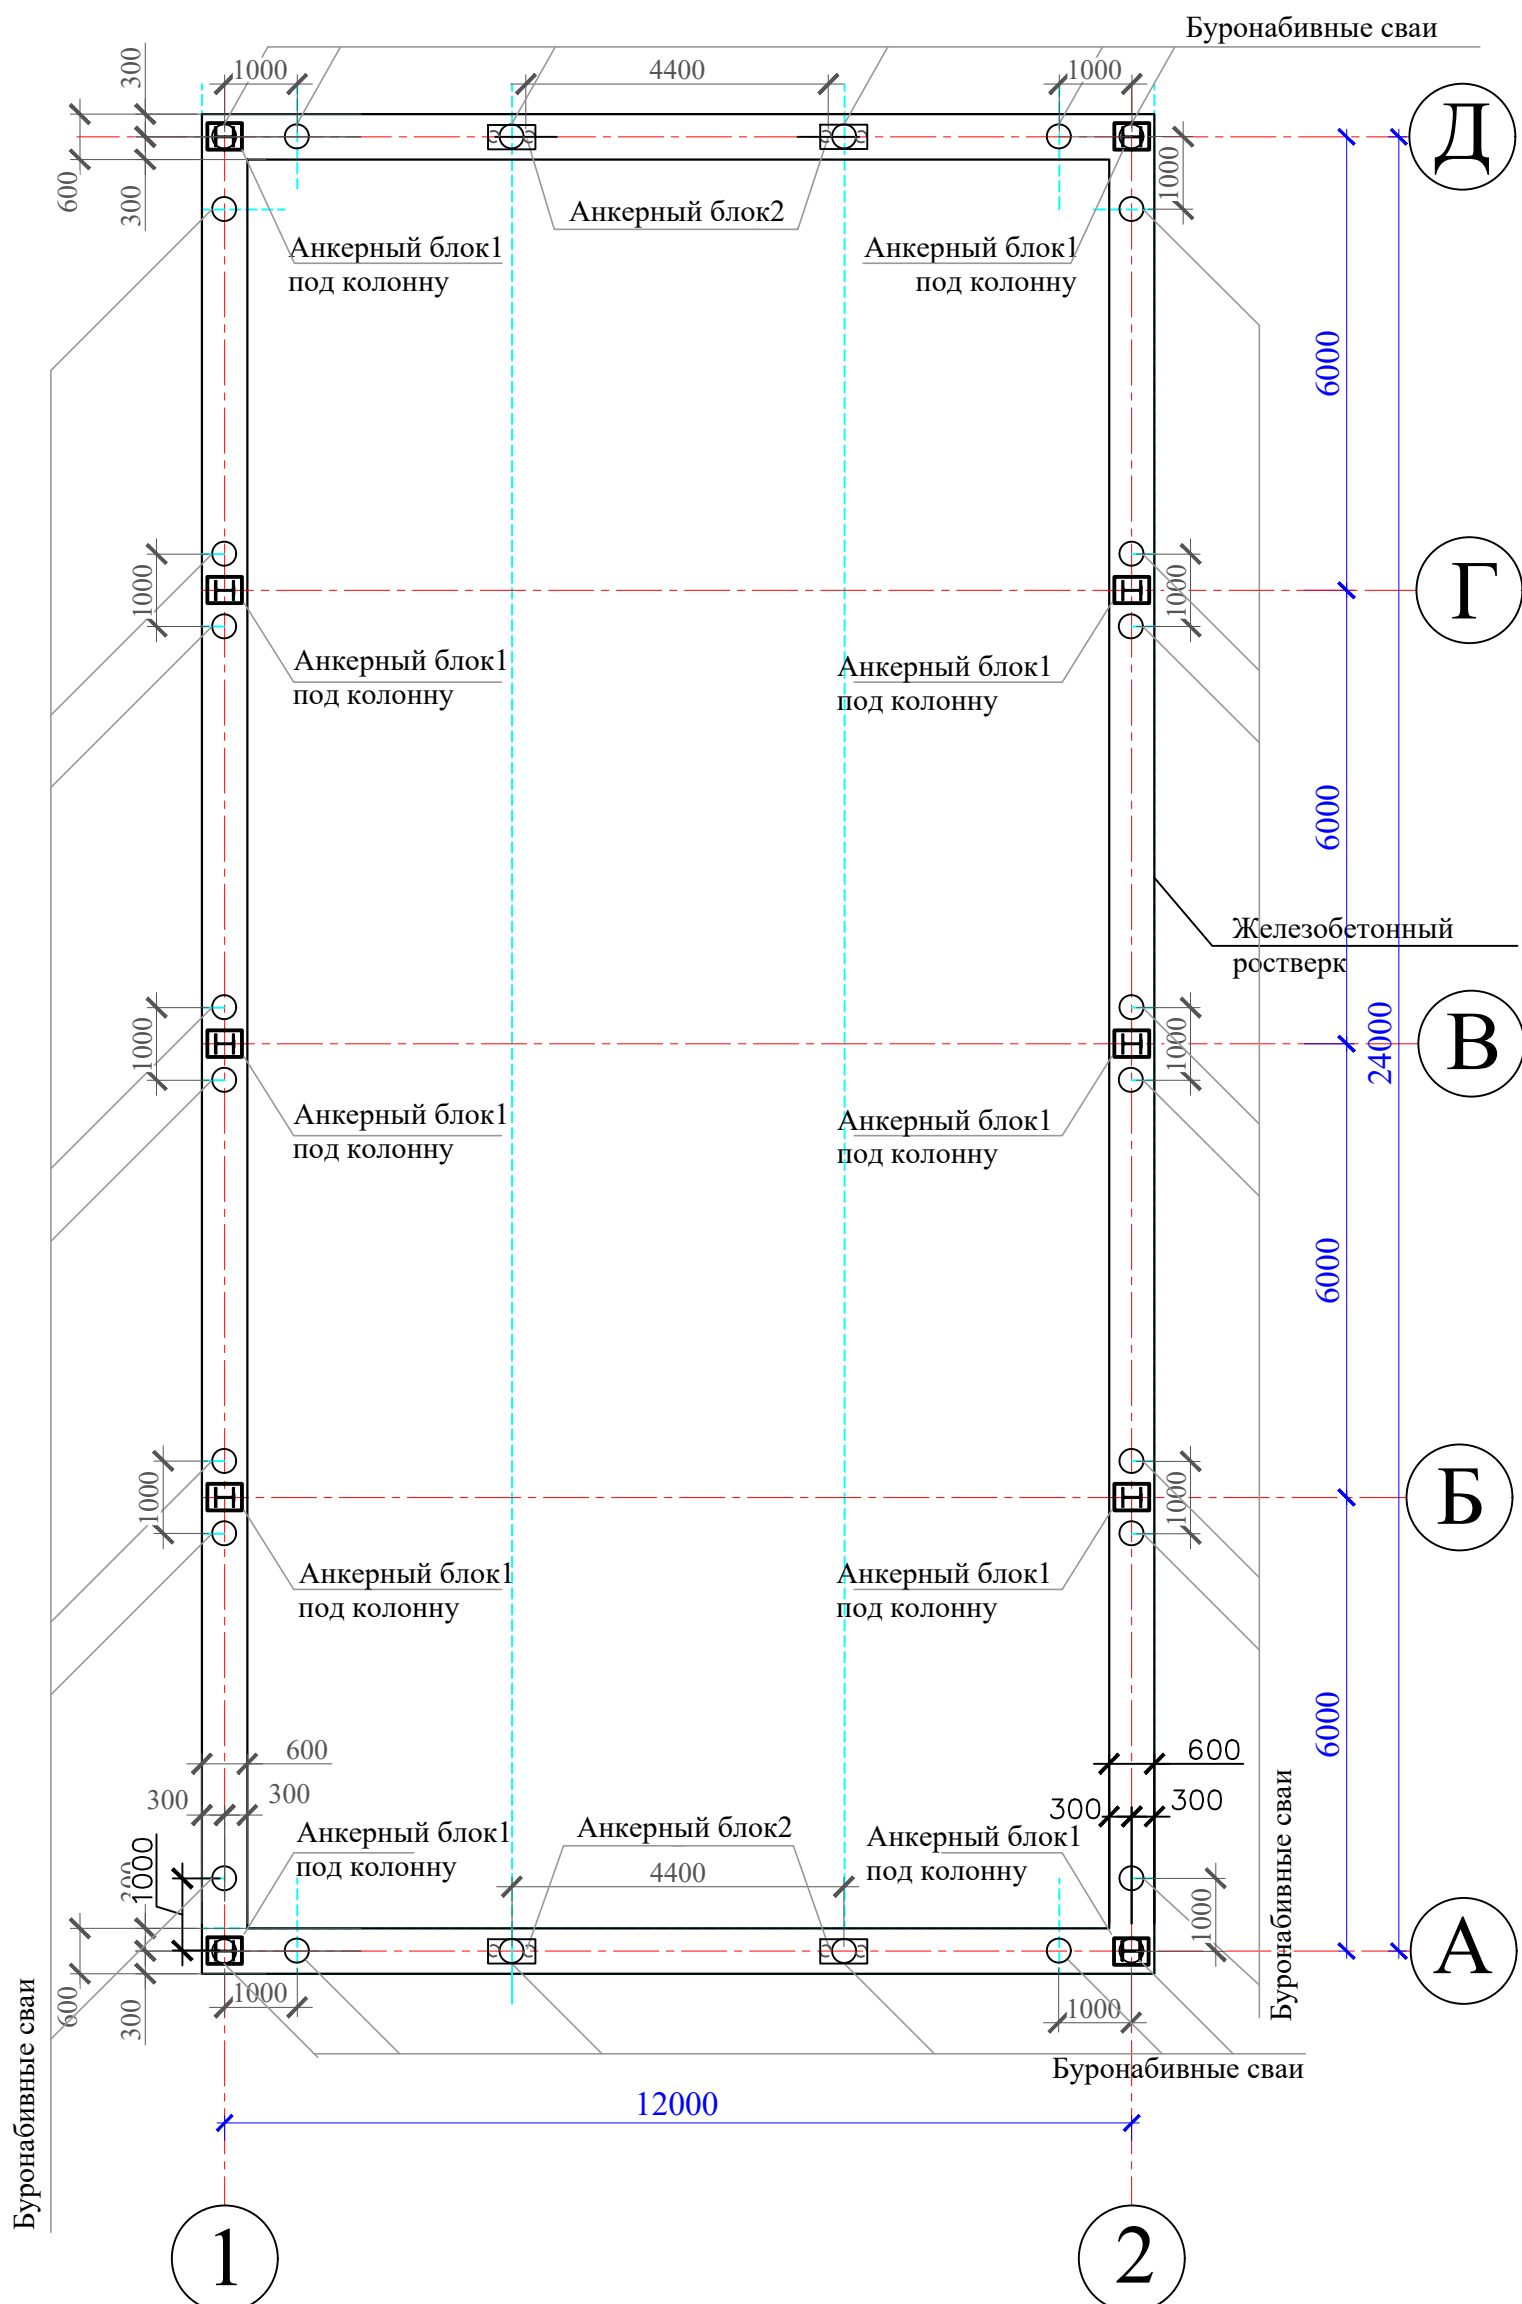 Буронабивные сваи
300
1000
4400
1000
Д
600
300
1000
Анкерный блок2
Анкерный блок1
под колонну
Анкерный блок1
под колонну
6000
1000
1000
Г
Анкерный блок1
под колонну
Анкерный блок1
под колонну
6000
Железобетонный
ростверк
1000
1000
24000
В
Анкерный блок1
под колонну
Анкерный блок1
под колонну
6000
1000
1000
Б
Анкерный блок1
под колонну
Анкерный блок1
под колонну
6000
600
600
300
300
300
300
Буронабивные сваи
Анкерный блок1
под колонну
Анкерный блок2
Анкерный блок1
под колонну
4400
1000
1000
А
600
300
1000
1000
Буронабивные сваи
Буронабивные сваи
12000
1
2